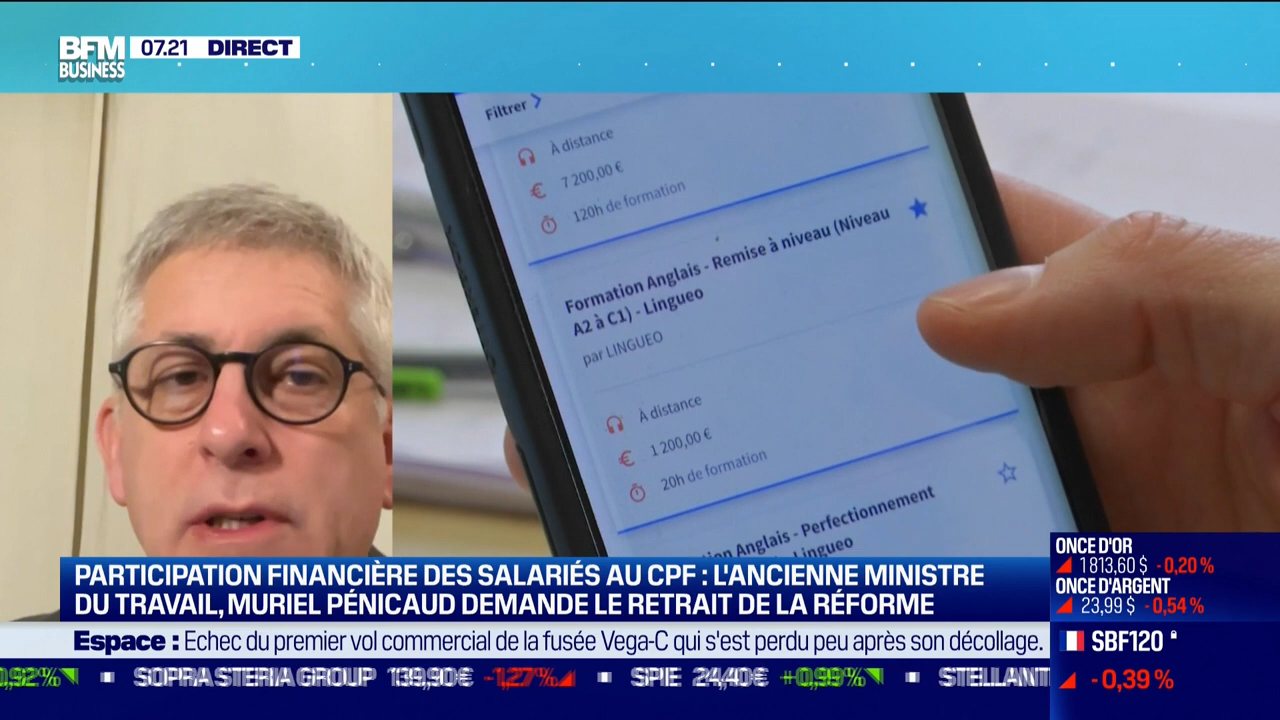 BFM
BUSINESS
07.21 DIRECT
Filtrer
À distance
7 200,00 €
120h de formation
Formation Anglais - Remise à niveau (Niveau
A2 à C1) - Lingueo
par LINGUEO
À distance
1 200,00 €
20h de formation
Anglais - Perfectionnement
Lingueo
PARTICIPATION FINANCIÈRE DES SALARIÉS AU CPF : L'ANCIENNE MINISTRE
DU TRAVAIL, MURIEL PÉNICAUD DEMANDE LE RETRAIT DE LA RÉFORME
Espace : Echec du premier vol commercial de la fusée Vega-C qui s'est perdu peu après son décollage.
ONCE D'OR
1 813,60 $ -0,20 %
ONCE D'ARGENT
23,99 $ -0,54 %
SBF120
-0,39 %
0,92% SOPRA STERIA GROUP 139,90€ -1,27% SPIE 24,40€ +0,99% STELLANT